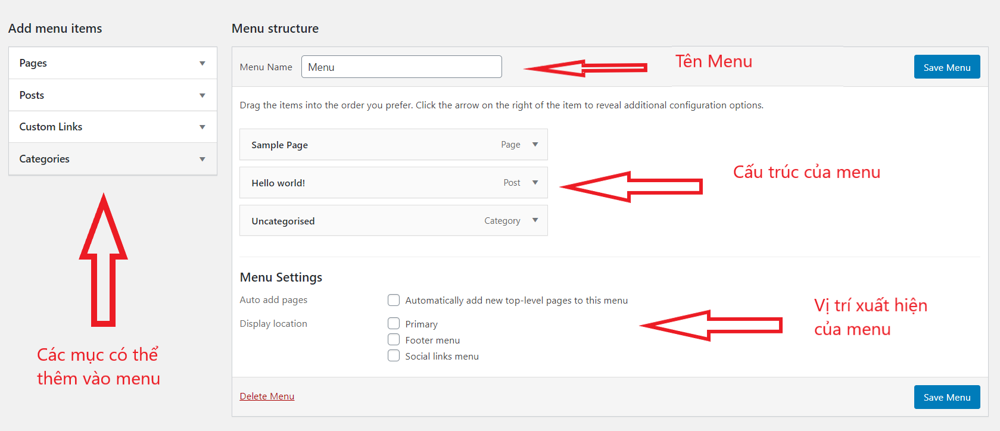 Add menu items
Pages
Posts
Custom Links
Categories
Các mục có thể
thêm vào menu
Menu structure
Menu Name Menu
Tên Menu
Save Menu
Drag the items into the order you prefer. Click the arrow on the right of the item to reveal additional configuration options.
Sample Page Page
Hello world! Post
Uncategorised Category
Cấu trúc của menu
Menu Settings
Auto add pages Automatically add new top-level pages to this menu
Display location Primary
Footer menu
Social links menu
Vị trí xuất hiện
của menu
Delete Menu
Save Menu